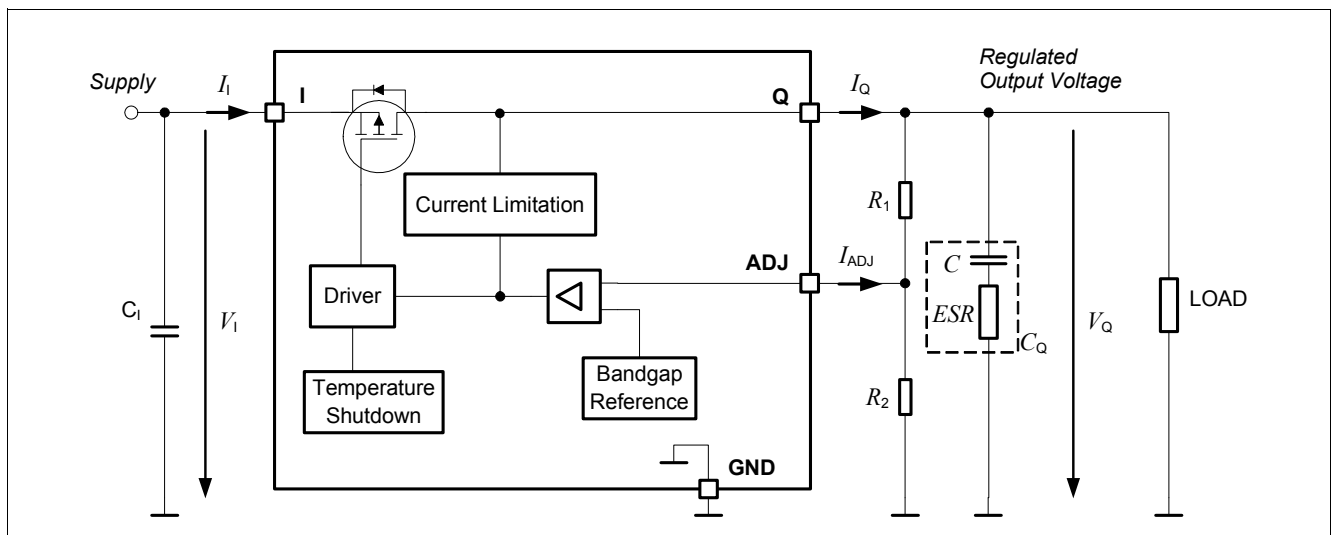 Supply
I_I
I
Q
I_Q
Regulated
Output Voltage
Current Limitation
R_1
ADJ
I_ADJ
C
Driver
ESR
LOAD
C_I
V_I
C_Q
V_Q
Temperature
Shutdown
Bandgap
Reference
R_2
GND